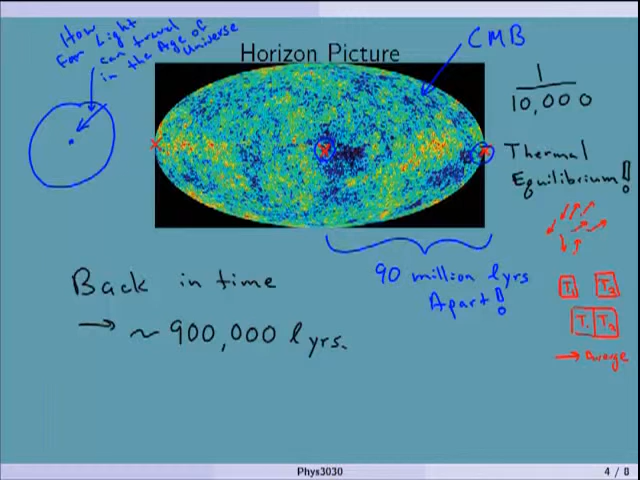 How
Far Light
can travel
in the Age of
Universe
Horizon Picture
CMB
1
10,000
Thermal
Equilibrium!
90 million lyrs
Apart!
Back in time
→ ~ 900,000 lyrs.
T₁ T₂
T₁ T₂
→ Average
Phys3030
4 / 8